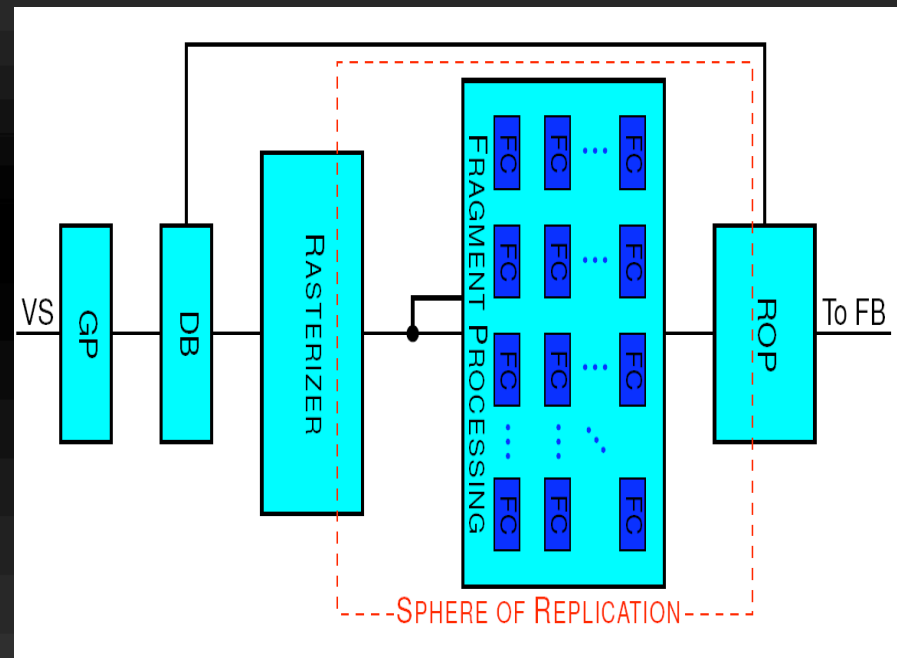 VS
GP
DB
RASTERIZER
FRAGMENT PROCESSING
FC FC ... FC
FC FC ... FC
FC FC ... FC
FC FC FC
ROP
To FB
SPHERE OF REPLICATION